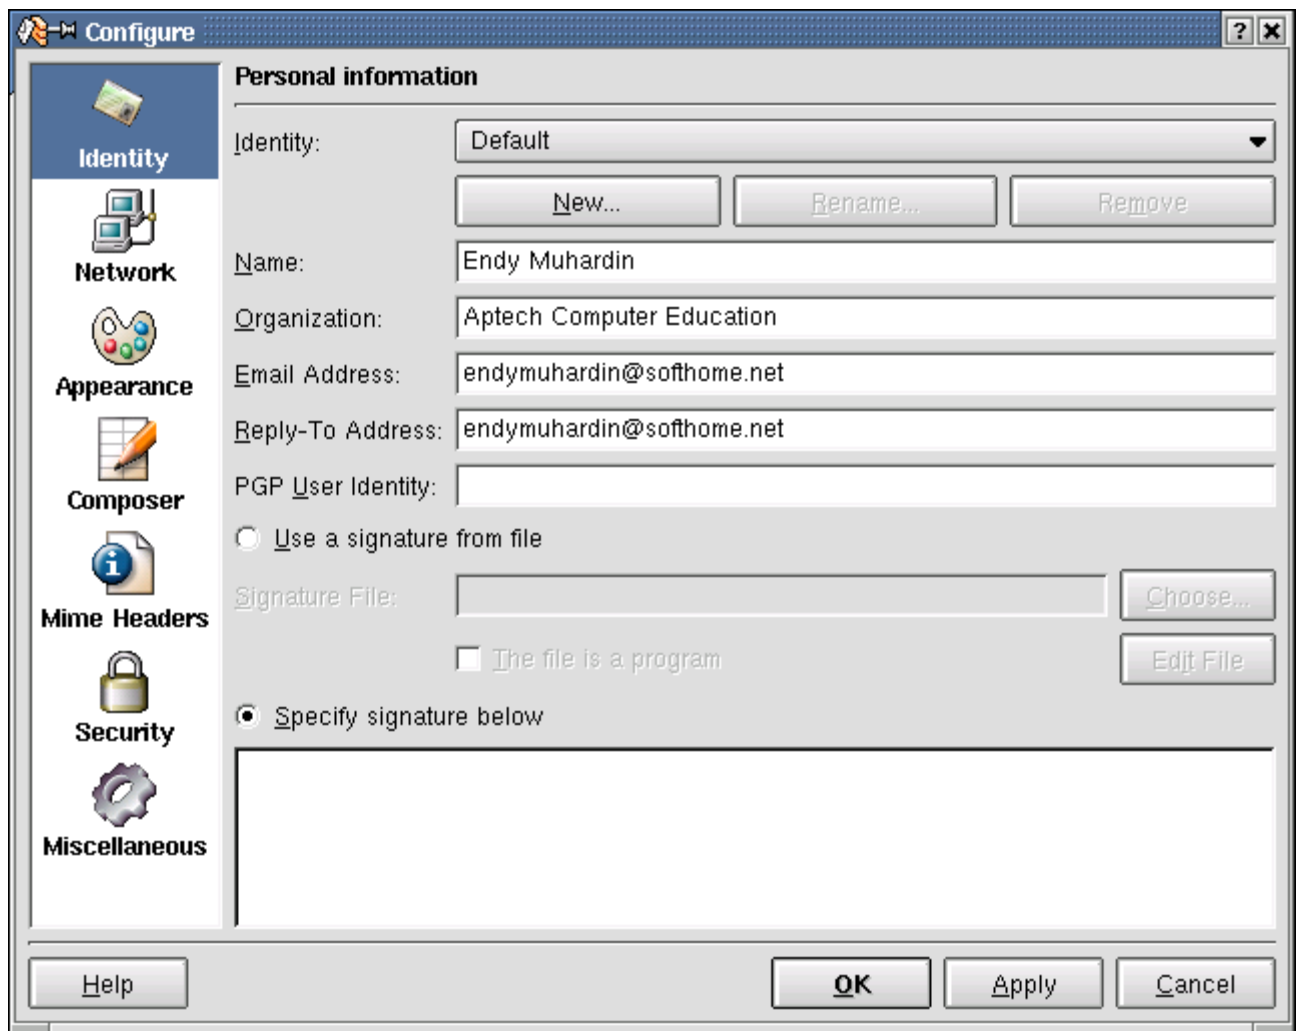 Configure
Identity
Network
Appearance
Composer
Mime Headers
Security
Miscellaneous
Personal information
Identity: Default
New... Rename... Remove
Name: Endy Muhardin
Organization: Aptech Computer Education
Email Address: endymuhardin@softhome.net
Reply-To Address: endymuhardin@softhome.net
PGP User Identity:
Use a signature from file
Signature File: Choose...
The file is a program Edit File
Specify signature below
Help OK Apply Cancel